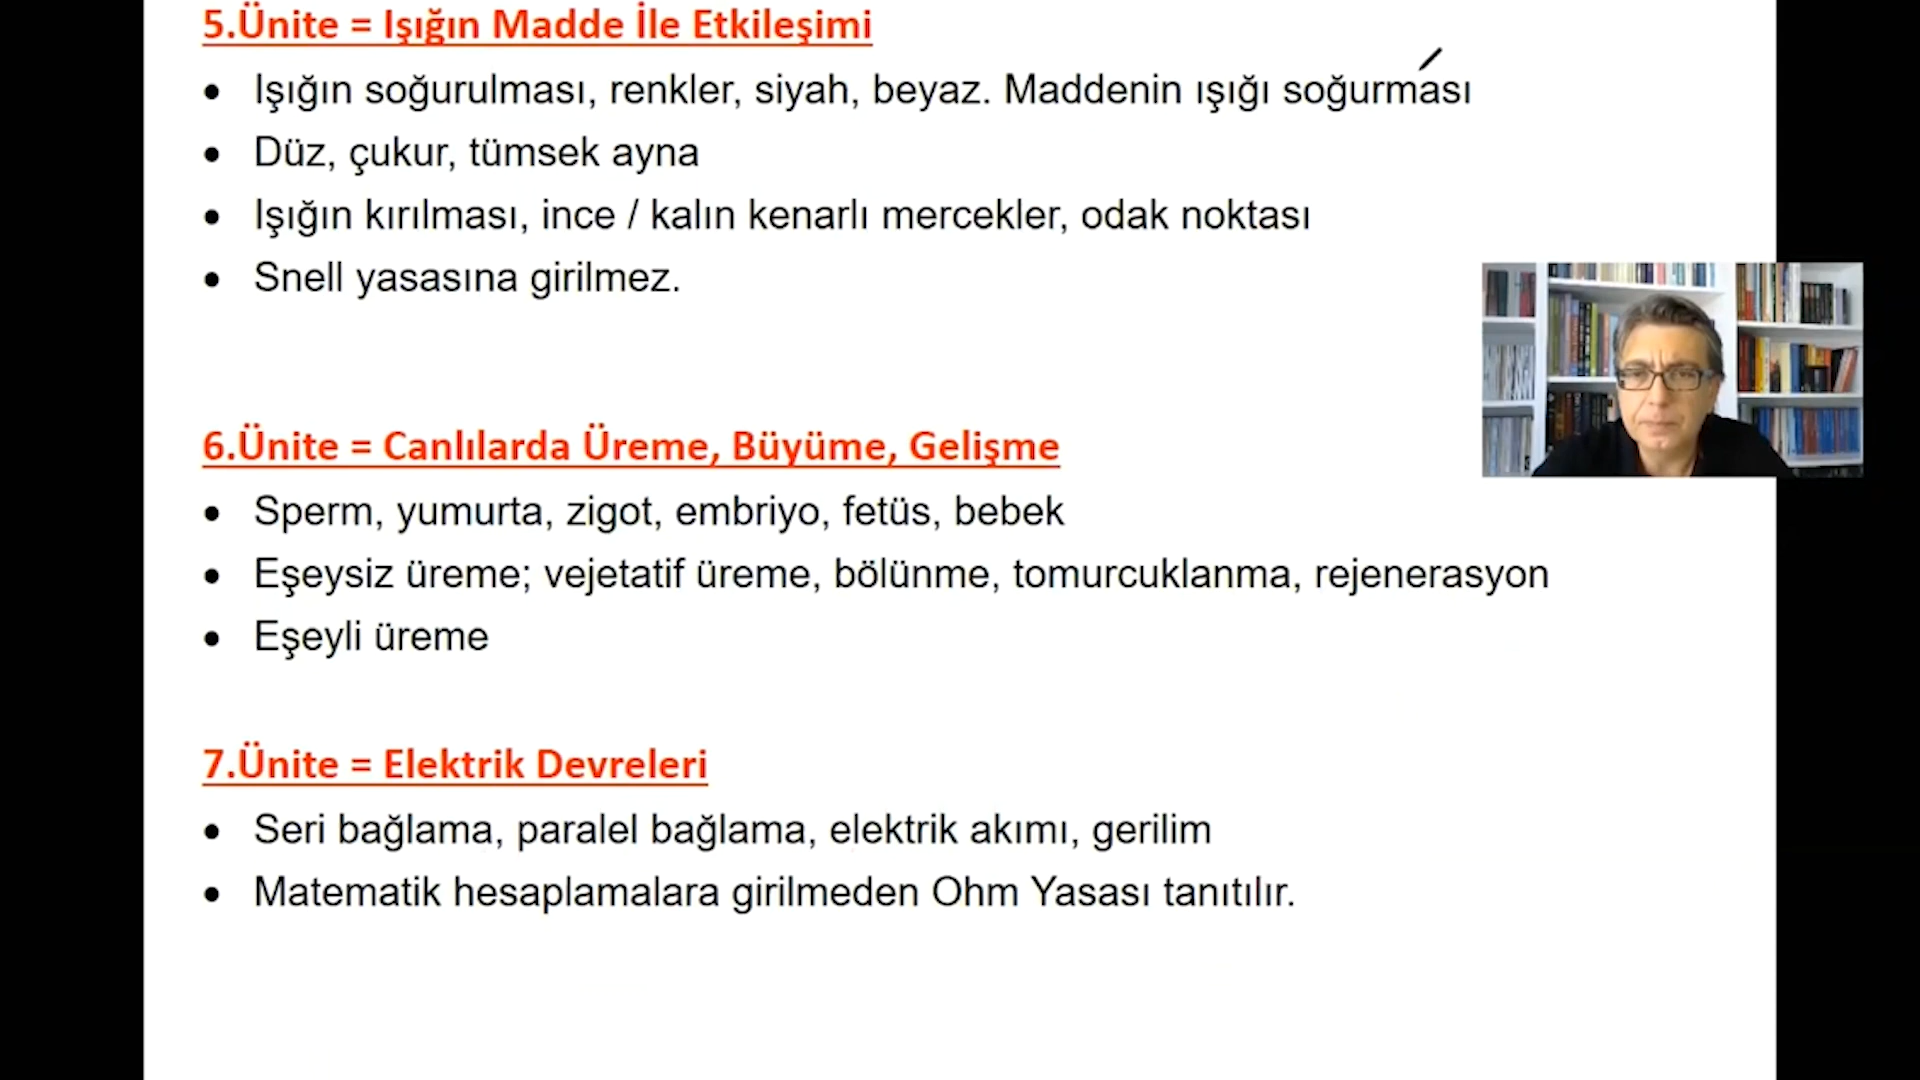 5.Ünite = Işığın Madde İle Etkileşimi
• Işığın soğurulması, renkler, siyah, beyaz. Maddenin ışığı soğurması
• Düz, çukur, tümsek ayna
• Işığın kırılması, ince / kalın kenarlı mercekler, odak noktası
• Snell yasasına girilmez.
6.Ünite = Canlılarda Üreme, Büyüme, Gelişme
• Sperm, yumurta, zigot, embriyo, fetüs, bebek
• Eşeysiz üreme; vejetatif üreme, bölünme, tomurcuklanma, rejenerasyon
• Eşeyli üreme
7.Ünite = Elektrik Devreleri
• Seri bağlama, paralel bağlama, elektrik akımı, gerilim
• Matematik hesaplamalara girilmeden Ohm Yasası tanıtılır.